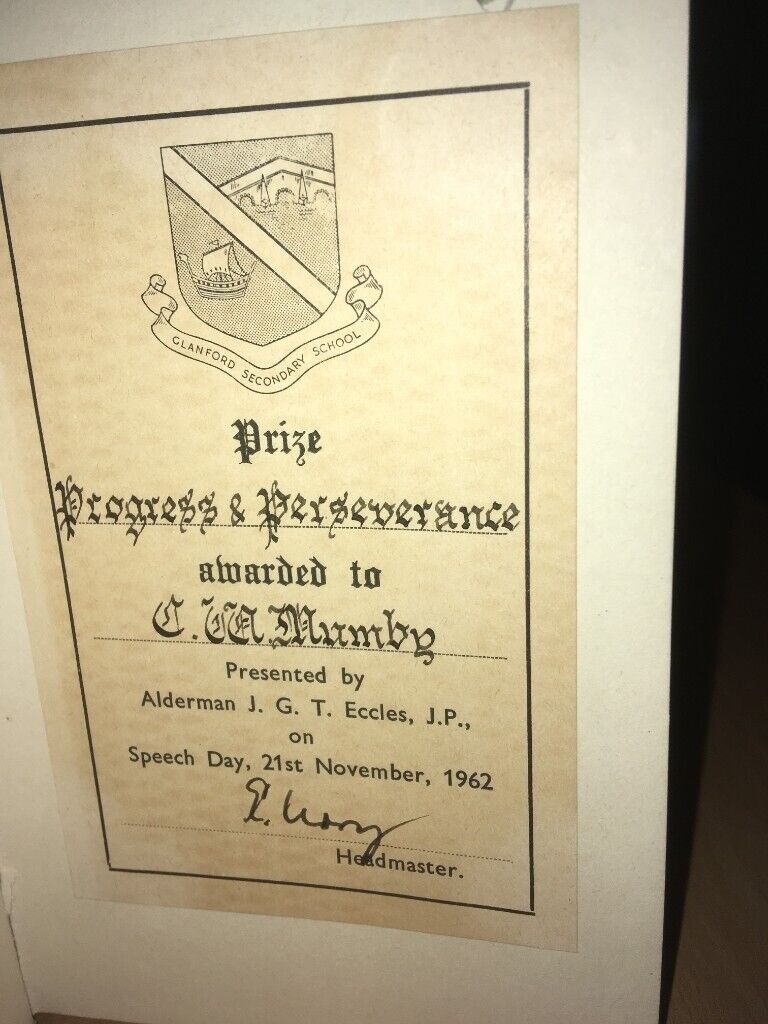 GLANFORD SECONDARY SCHOOL
Prize
Progress & Perseverance
awarded to
C. W. Mumby
Presented by
Alderman J. G. T. Eccles, J.P.,
on
Speech Day, 21st November, 1962
Headmaster.